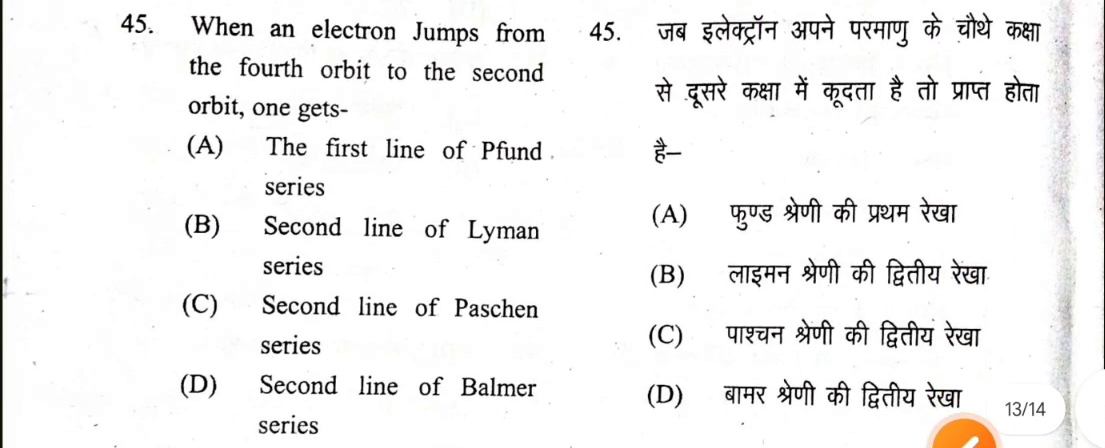 45. When an electron Jumps from
the fourth orbit to the second
orbit, one gets-
(A) The first line of Pfund
series
(B) Second line of Lyman
series
(C) Second line of Paschen
series
(D) Second line of Balmer
series
45. जब इलेक्ट्रॉन अपने परमाणु के चौथे कक्षा
से दूसरे कक्षा में कूदता है तो प्राप्त होता
है–
(A) फुण्ड श्रेणी की प्रथम रेखा
(B) लाइमन श्रेणी की द्वितीय रेखा
(C) पाश्चन श्रेणी की द्वितीय रेखा
(D) बामर श्रेणी की द्वितीय रेखा
13/14